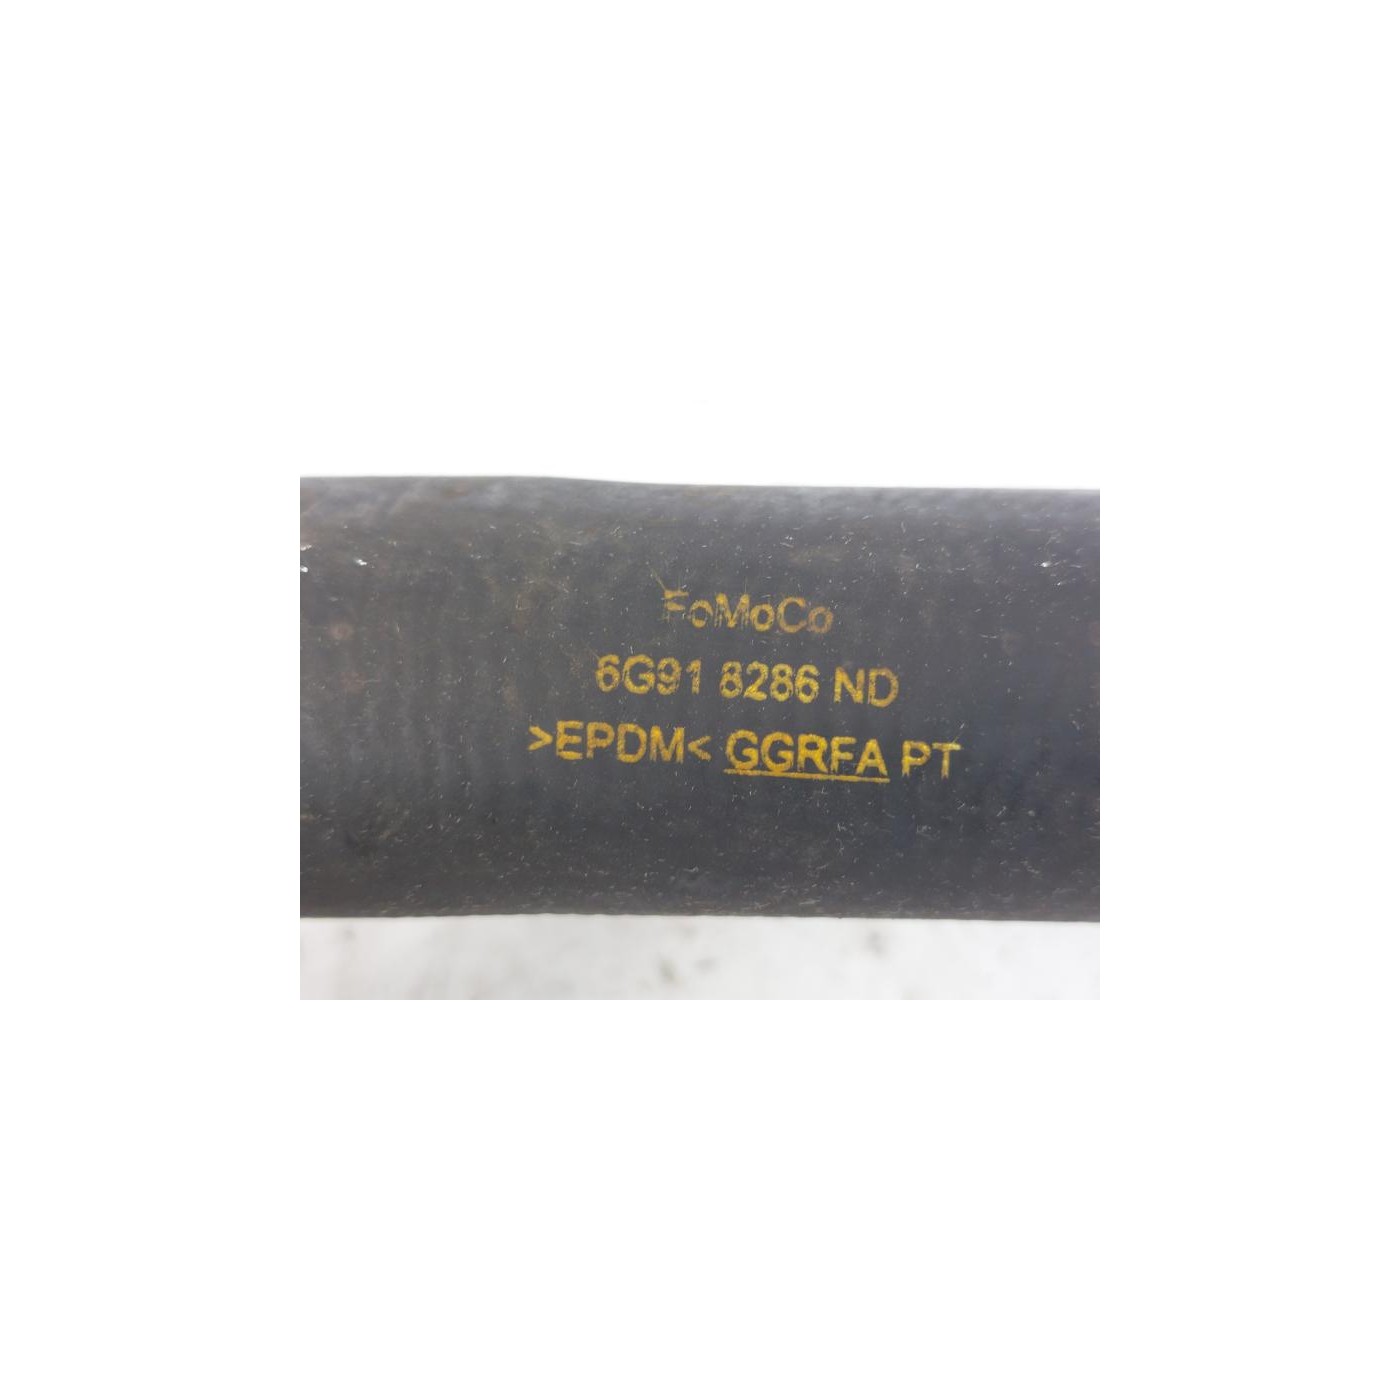 FoMoCo
6G91 8286 ND
>EPDM< GGRFA PT